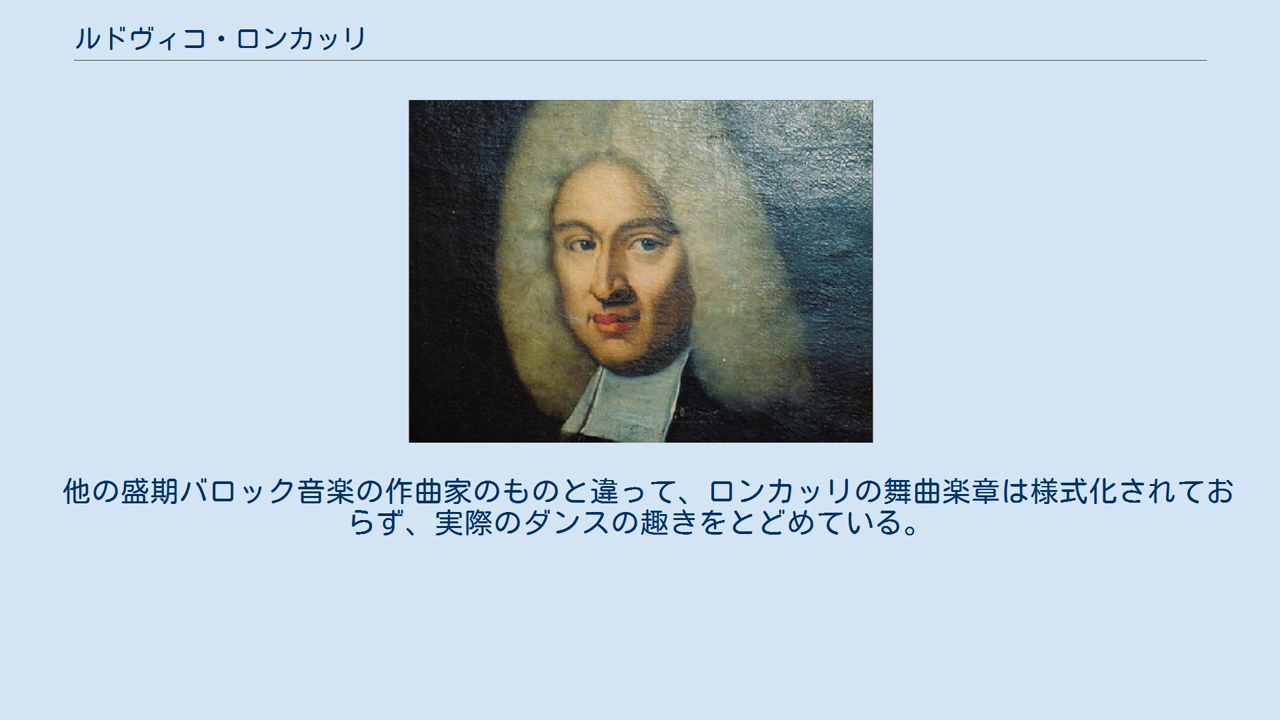 ルドヴィコ・ロンカッリ
他の盛期バロック音楽の作曲家のものと違って、ロンカッリの舞曲楽章は様式化されてお
らず、実際のダンスの趣きをとどめている。